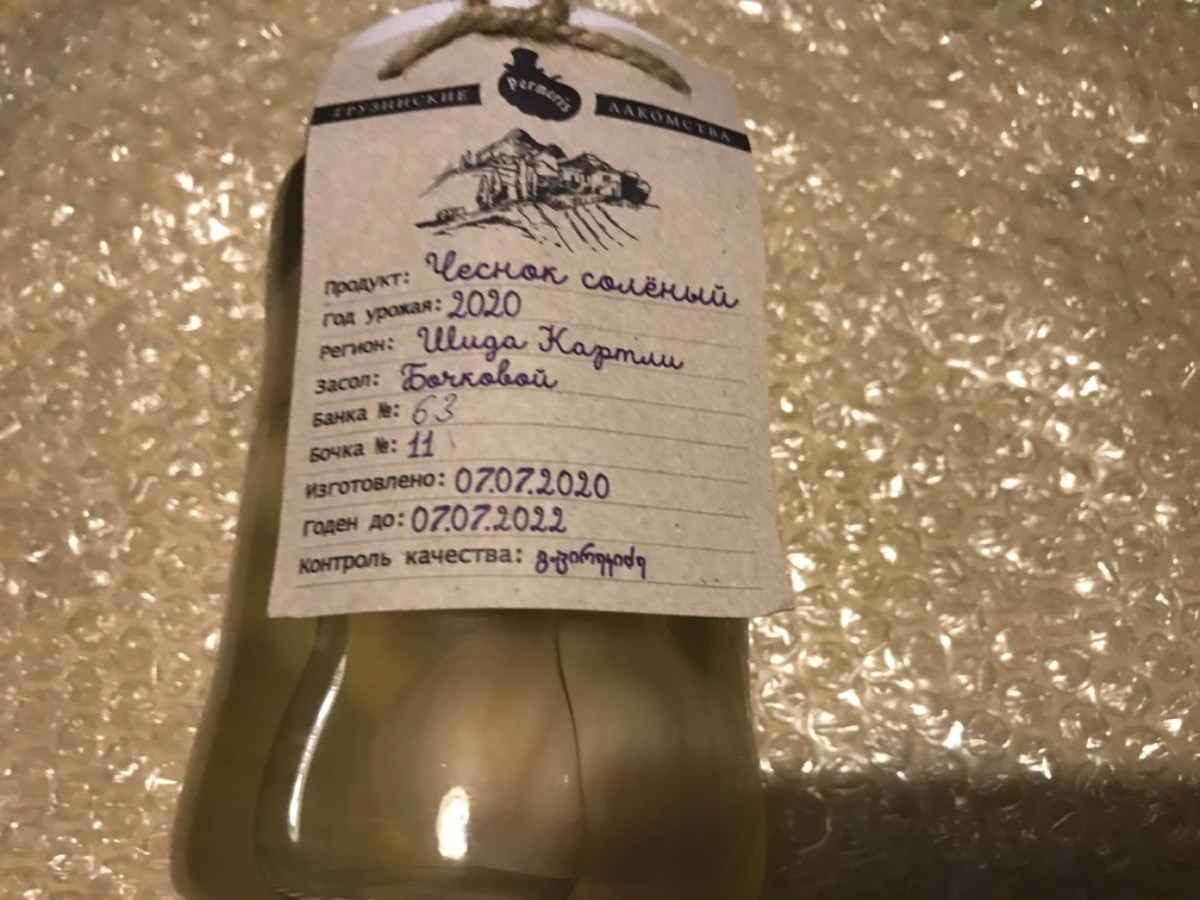 ГРУЗИНСКИЕ Permeris ЛАКОМСТВА
Продукт: Чеснок солёный
Год урожая: 2020
Регион: Шида Картли
Засол: Бочковой
Банка №: 63
Бочка №: 11
Изготовлено: 07.07.2020
Годен до: 07.07.2022
Контроль качества: